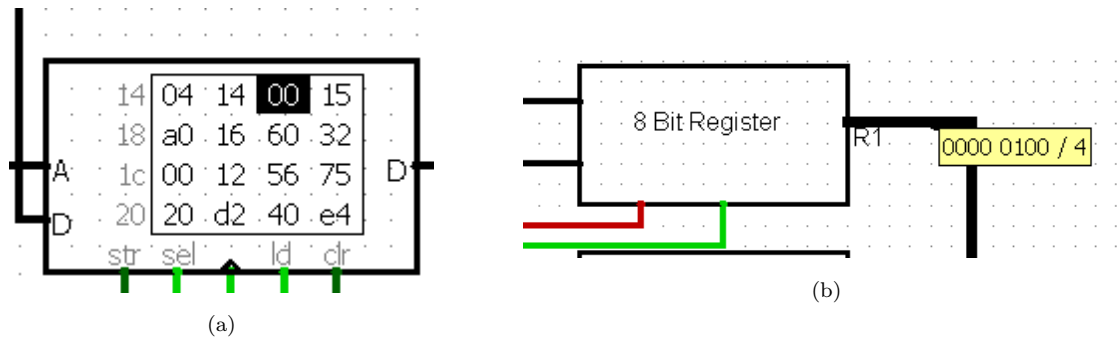 14 04 14 00 15
18 a0 16 60 32
A 1c 00 12 56 75 D
D 20 20 d2 40 e4
str sel ld clr
(a)
8 Bit Register
R1
0000 0100 / 4
(b)